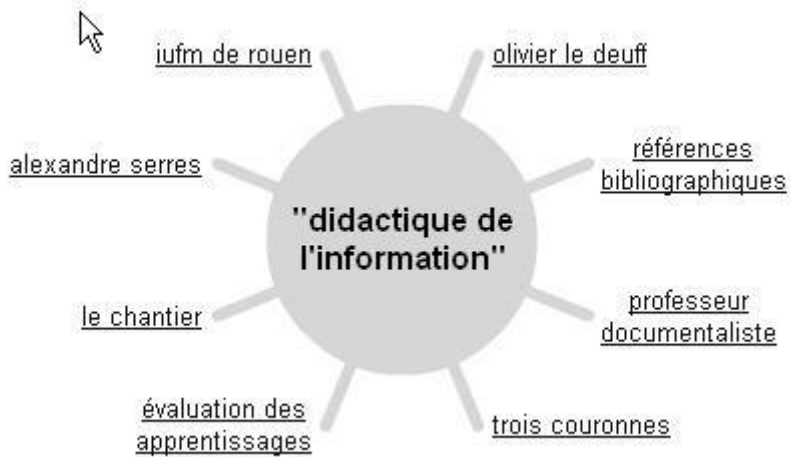 iufm de rouen
olivier le deuff
alexandre serres
références
bibliographiques
"didactique de
l'information"
le chantier
professeur
documentaliste
évaluation des
apprentissages
trois couronnes